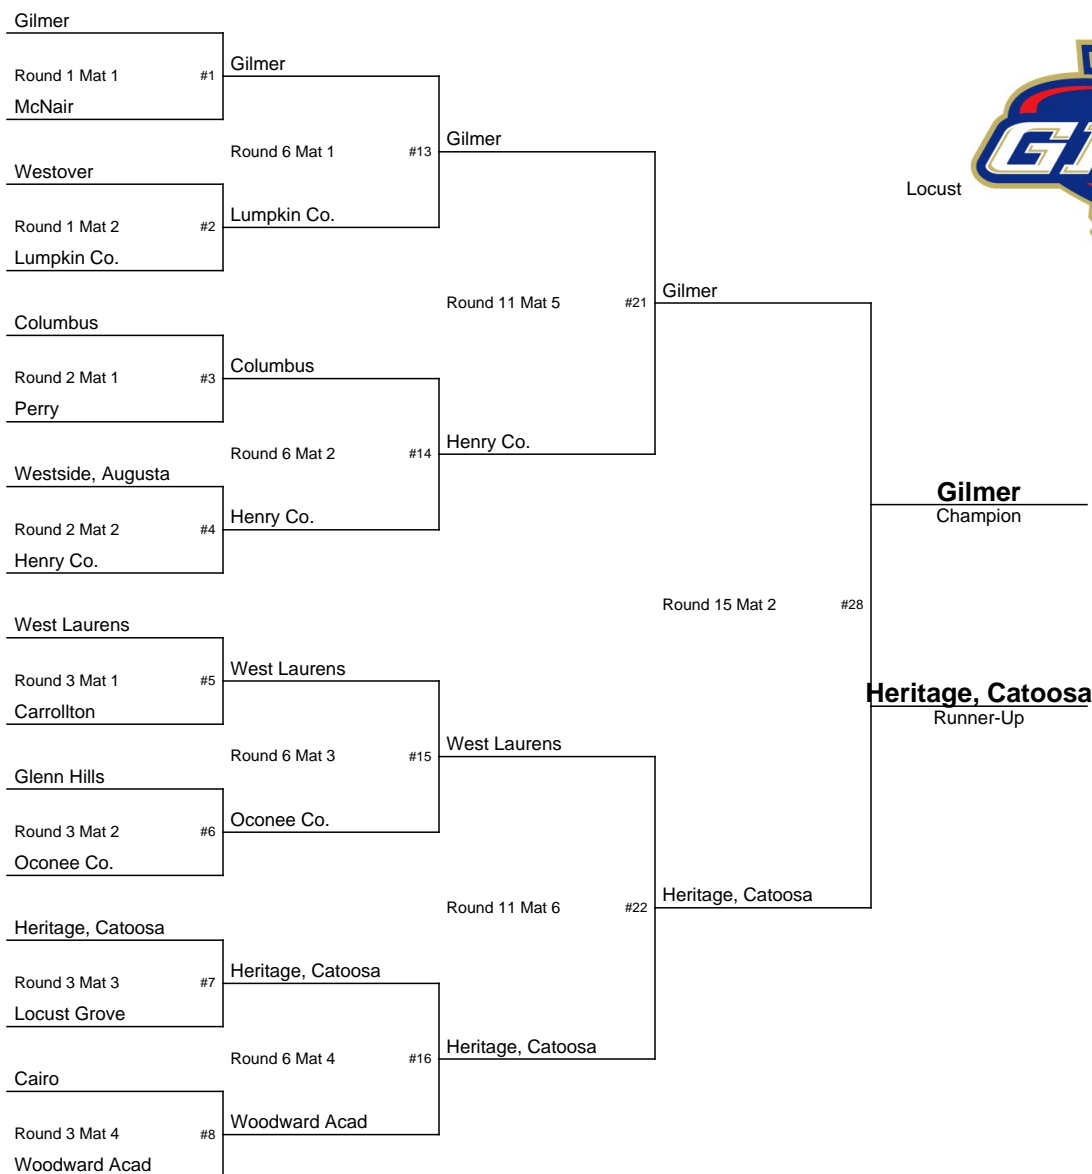 Gilmer
Round 1 Mat 1 #1 Gilmer
McNair
Round 6 Mat 1 #13 Gilmer
Westover
Locust
Round 1 Mat 2 #2 Lumpkin Co.
Lumpkin Co.
Round 11 Mat 5 #21 Gilmer
Columbus
Round 2 Mat 1 #3 Columbus
Perry
Round 6 Mat 2 #14 Henry Co.
Westside, Augusta
Gilmer
Champion
Round 2 Mat 2 #4 Henry Co.
Henry Co.
Round 15 Mat 2 #28
West Laurens
Round 3 Mat 1 #5 West Laurens
Carrollton
Heritage, Catoosa
Runner-Up
Round 6 Mat 3 #15 West Laurens
Glenn Hills
Round 3 Mat 2 #6 Oconee Co.
Oconee Co.
Round 11 Mat 6 #22 Heritage, Catoosa
Heritage, Catoosa
Round 3 Mat 3 #7 Heritage, Catoosa
Locust Grove
Round 6 Mat 4 #16 Heritage, Catoosa
Cairo
Round 3 Mat 4 #8 Woodward Acad
Woodward Acad